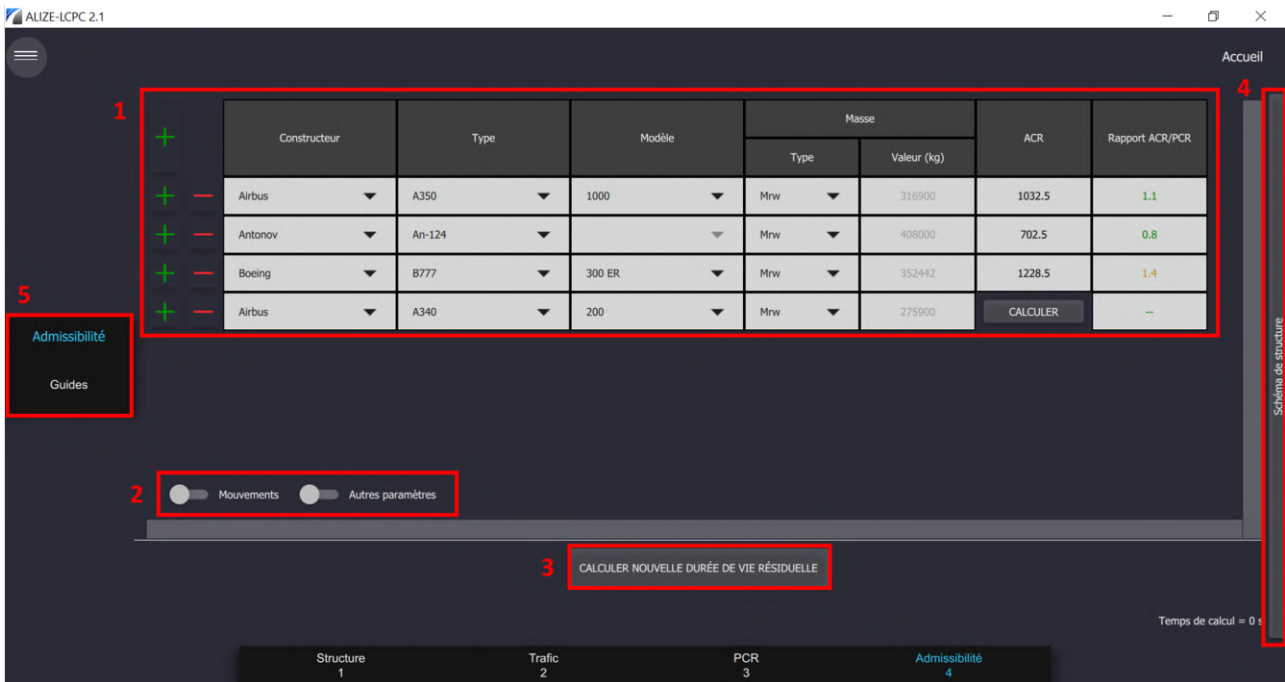 ALIZE-LCPC 2.1
Accueil
1
4
Constructeur Type Modèle Masse ACR Rapport ACR/PCR
Type Valeur (kg)
Airbus A350 1000 Mrw 316900 1032.5 1.1
Antonov An-124 Mrw 408000 702.5 0.8
Boeing B777 300 ER Mrw 352442 1228.5 1.4
Airbus A340 200 Mrw 275900 CALCULER --
5
Admissibilité
Guides
Schéma de structure
2 Mouvements Autres paramètres
3 CALCULER NOUVELLE DURÉE DE VIE RÉSIDUELLE
Temps de calcul = 0 s
Structure Trafic PCR Admissibilité
1 2 3 4